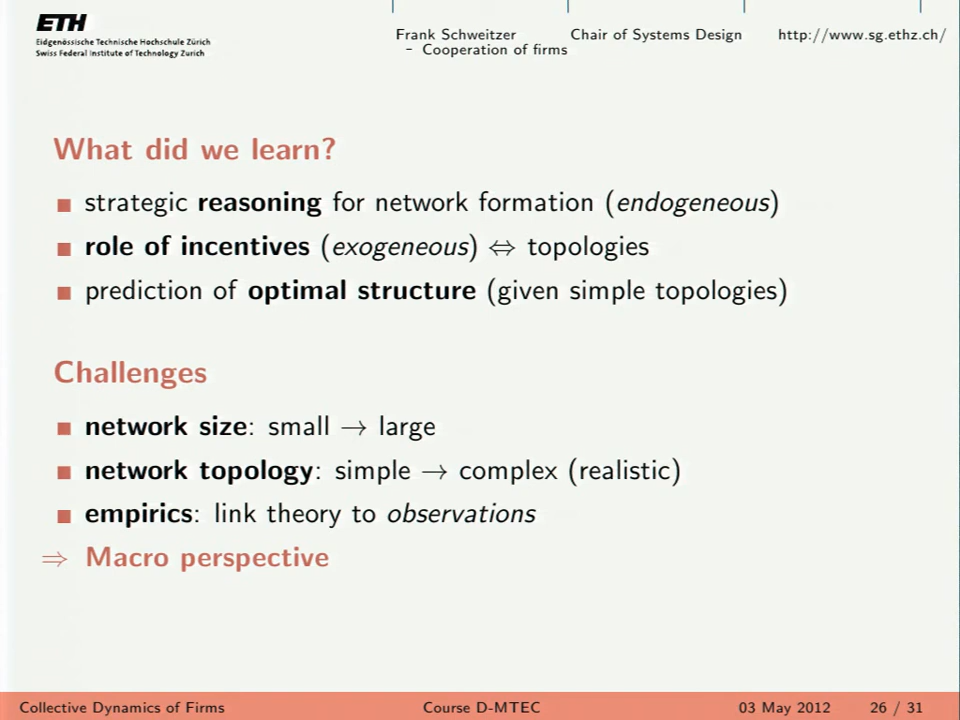 ETH
Eidgenössische Technische Hochschule Zürich
Swiss Federal Institute of Technology Zurich
Frank Schweitzer Chair of Systems Design http://www.sg.ethz.ch/
- Cooperation of firms
What did we learn?
strategic reasoning for network formation (endogeneous)
role of incentives (exogeneous) ⇔ topologies
prediction of optimal structure (given simple topologies)
Challenges
network size: small → large
network topology: simple → complex (realistic)
empirics: link theory to observations
⇒ Macro perspective
Collective Dynamics of Firms Course D-MTEC 03 May 2012 26 / 31